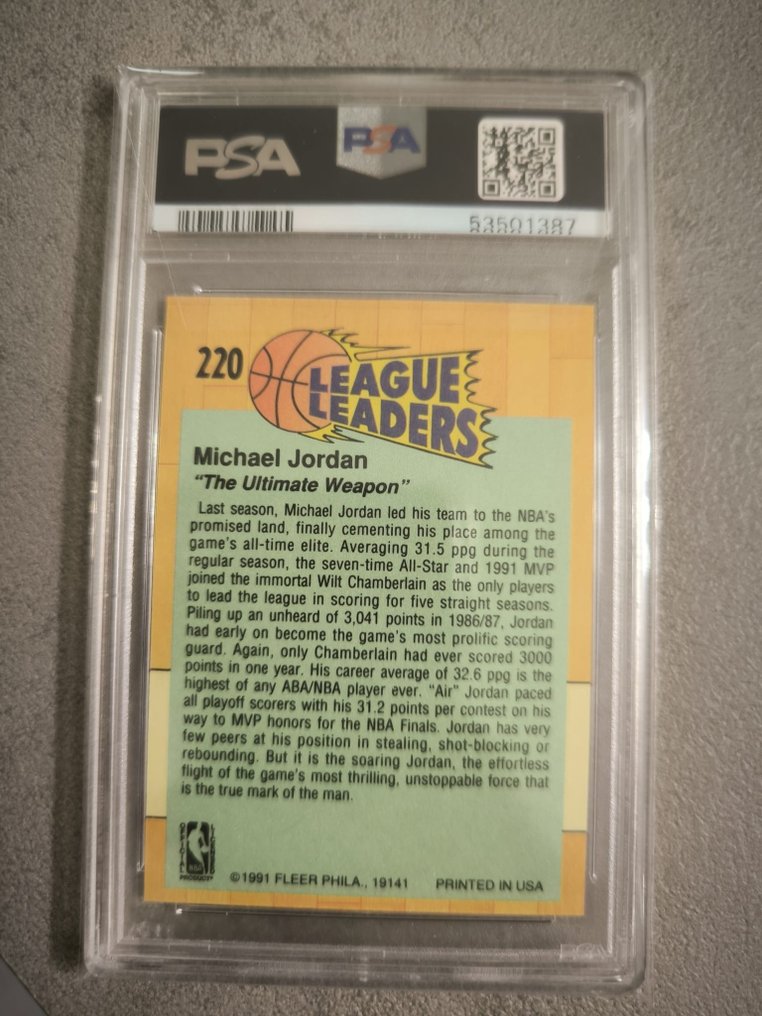 PSA
PSA
53501387
220
LEAGUE
LEADERS
Michael Jordan
"The Ultimate Weapon"
Last season, Michael Jordan led his team to the NBA's
promised land, finally cementing his place among the
game's all-time elite. Averaging 31.5 ppg during the
regular season, the seven-time All-Star and 1991 MVP
joined the immortal Wilt Chamberlain as the only players
to lead the league in scoring for five straight seasons.
Piling up an unheard of 3,041 points in 1986/87, Jordan
had early on become the game's most prolific scoring
guard. Again, only Chamberlain had ever scored 3000
points in one year. His career average of 32.6 ppg is the
highest of any ABA/NBA player ever. "Air" Jordan paced
all playoff scorers with his 31.2 points per contest on his
way to MVP honors for the NBA Finals. Jordan has very
few peers at his position in stealing, shot-blocking or
rebounding. But it is the soaring Jordan, the effortless
flight of the game's most thrilling, unstoppable force that
is the true mark of the man.
OFFICIAL
LICENSED
NBA
PRODUCT
©1991 FLEER PHILA., 19141 PRINTED IN USA
PSA